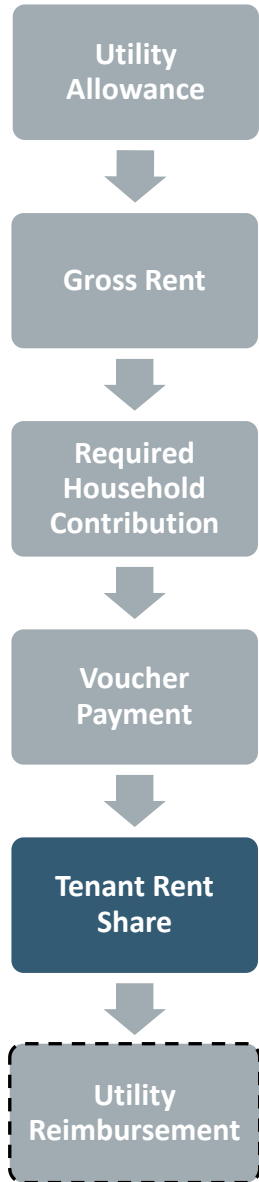 Utility
Allowance
Gross Rent
Required
Household
Contribution
Voucher
Payment
Tenant Rent
Share
Utility
Reimbursement